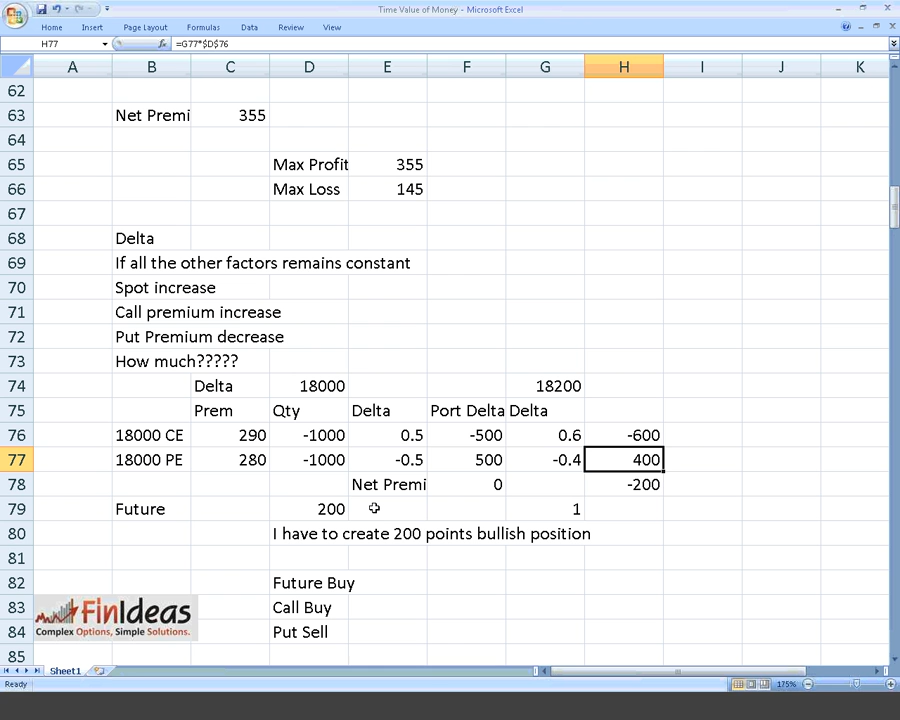 Time Value of Money - Microsoft Excel
Home Insert Page Layout Formulas Data Review View
H77 fx =G77*$D$76
A B C D E F G H I J K
62
63 Net Premi 355
64
65 Max Profit 355
66 Max Loss 145
67
68 Delta
69 If all the other factors remains constant
70 Spot increase
71 Call premium increase
72 Put Premium decrease
73 How much?????
74 Delta 18000 18200
75 Prem Qty Delta Port Delta Delta
76 18000 CE 290 -1000 0.5 -500 0.6 -600
77 18000 PE 280 -1000 -0.5 500 -0.4 400
78 Net Premi 0 -200
79 Future 200 1
80 I have to create 200 points bullish position
81
82 Future Buy
83 Call Buy
84 Put Sell
85
FinIdeas
Complex Options, Simple Solutions.
Sheet1
Ready 175%